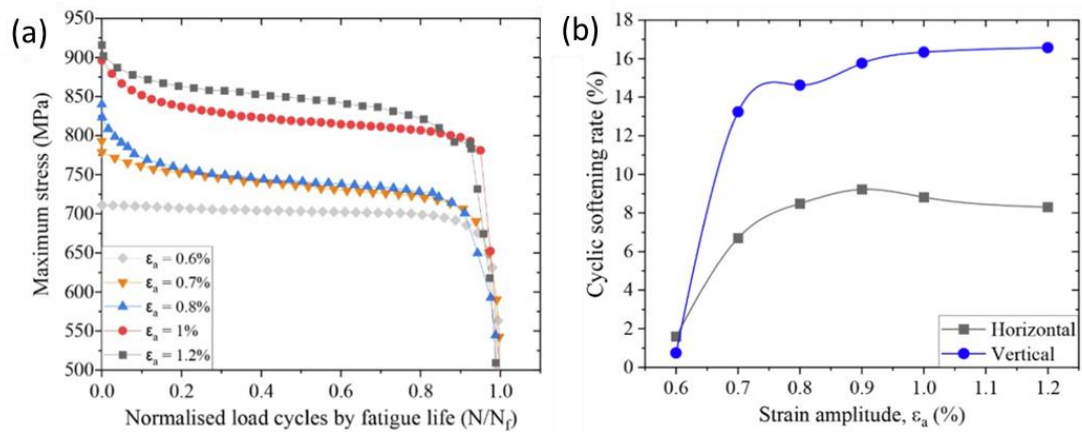 (a)
950
900
850
800
750
700
650
600
550
500
Maximum stress (MPa)
εa = 0.6%
εa = 0.7%
εa = 0.8%
εa = 1%
εa = 1.2%
0.0 0.2 0.4 0.6 0.8 1.0
Normalised load cycles by fatigue life (N/Nf)
(b)
18
16
14
12
10
8
6
4
2
0
Cyclic softening rate (%)
Horizontal
Vertical
0.6 0.7 0.8 0.9 1.0 1.1 1.2
Strain amplitude, εa (%)